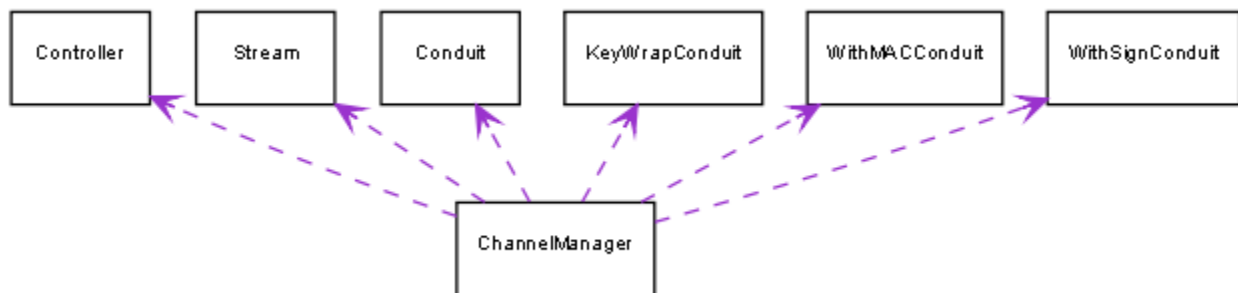 Controller
Stream
Conduit
KeyWrapConduit
WithMACConduit
WithSignConduit
ChannelManager